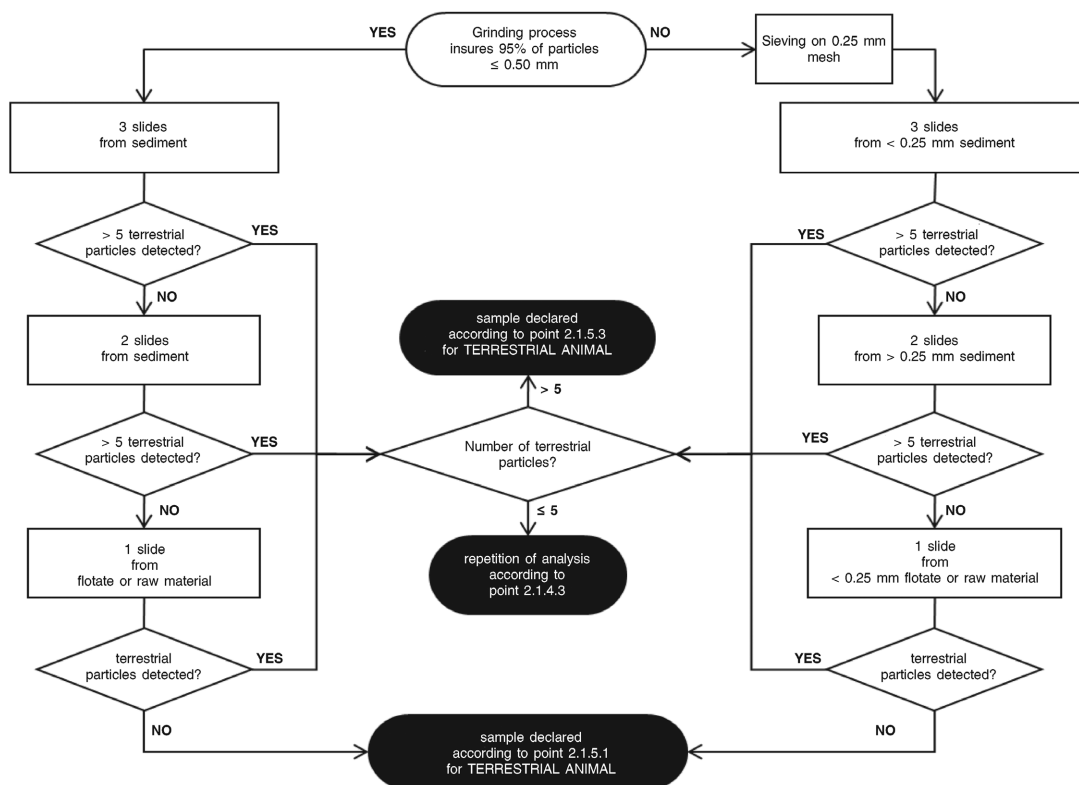 Grinding process
insures 95% of particles
≤ 0.50 mm
YES
NO
Sieving on 0.25 mm
mesh
3 slides
from sediment
3 slides
from < 0.25 mm sediment
> 5 terrestrial
particles detected?
YES
NO
> 5 terrestrial
particles detected?
YES
NO
2 slides
from sediment
sample declared
according to point 2.1.5.3
for TERRESTRIAL ANIMAL
2 slides
from > 0.25 mm sediment
> 5
> 5 terrestrial
particles detected?
YES
NO
Number of terrestrial
particles?
> 5 terrestrial
particles detected?
YES
NO
≤ 5
1 slide
from
flotate or raw material
repetition of analysis
according to
point 2.1.4.3
1 slide
from
< 0.25 mm flotate or raw material
terrestrial
particles detected?
YES
NO
terrestrial
particles detected?
YES
NO
sample declared
according to point 2.1.5.1
for TERRESTRIAL ANIMAL